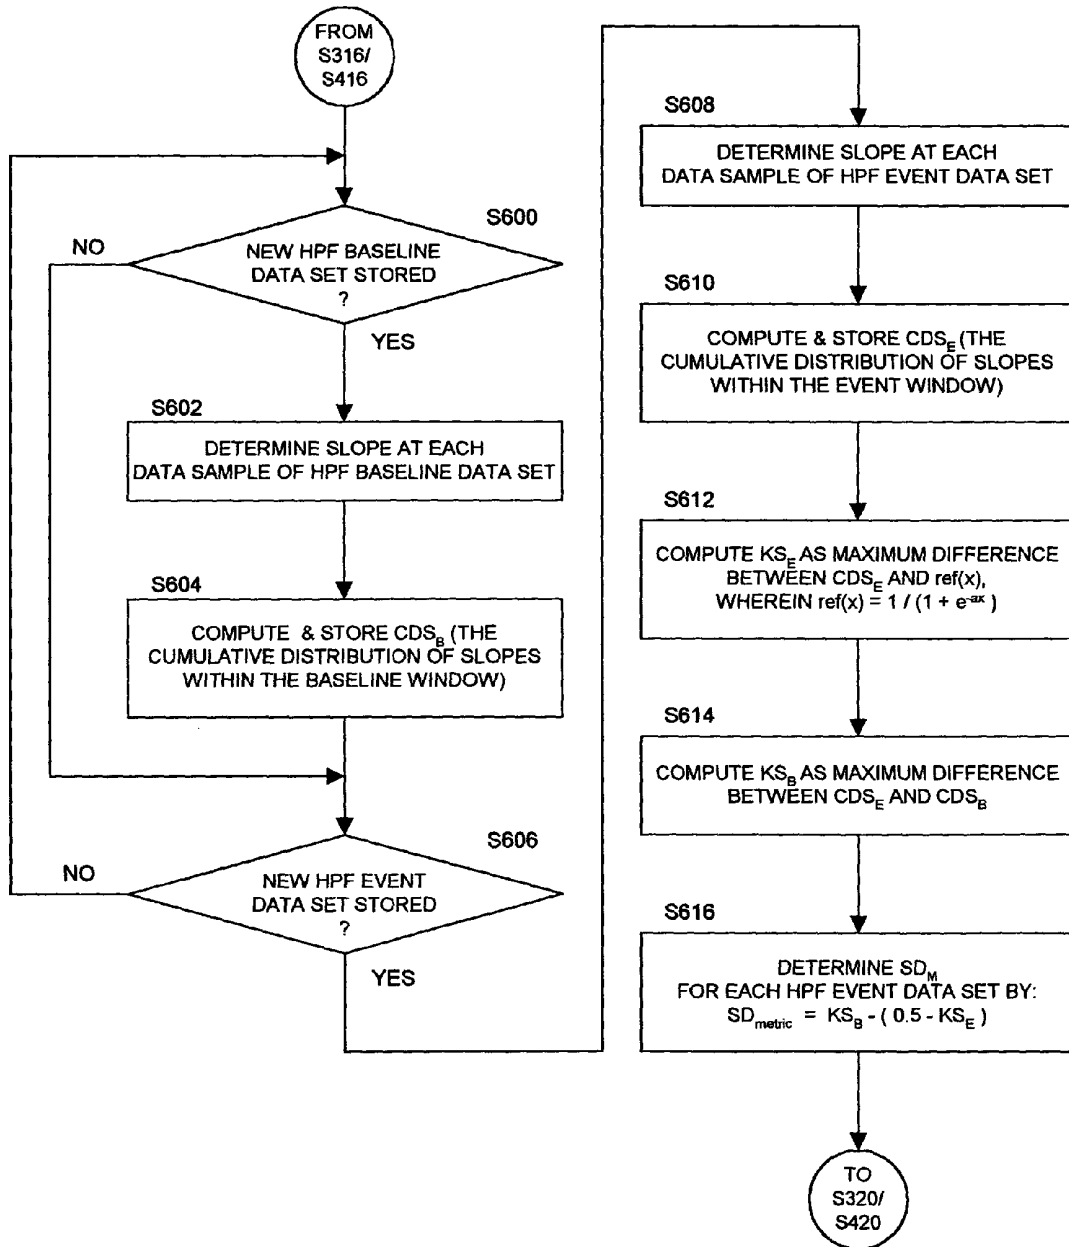 FROM
S316/
S416
S600
NO
NEW HPF BASELINE
DATA SET STORED
?
YES
S602
DETERMINE SLOPE AT EACH
DATA SAMPLE OF HPF BASELINE DATA SET
S604
COMPUTE & STORE CDS_B (THE
CUMULATIVE DISTRIBUTION OF SLOPES
WITHIN THE BASELINE WINDOW)
S606
NO
NEW HPF EVENT
DATA SET STORED
?
YES
S608
DETERMINE SLOPE AT EACH
DATA SAMPLE OF HPF EVENT DATA SET
S610
COMPUTE & STORE CDS_E (THE
CUMULATIVE DISTRIBUTION OF SLOPES
WITHIN THE EVENT WINDOW)
S612
COMPUTE KS_E AS MAXIMUM DIFFERENCE
BETWEEN CDS_E AND ref(x),
WHEREIN ref(x) = 1 / (1 + e^-ax )
S614
COMPUTE KS_B AS MAXIMUM DIFFERENCE
BETWEEN CDS_E AND CDS_B
S616
DETERMINE SD_M
FOR EACH HPF EVENT DATA SET BY:
SD_metric = KS_B - ( 0.5 - KS_E )
TO
S320/
S420